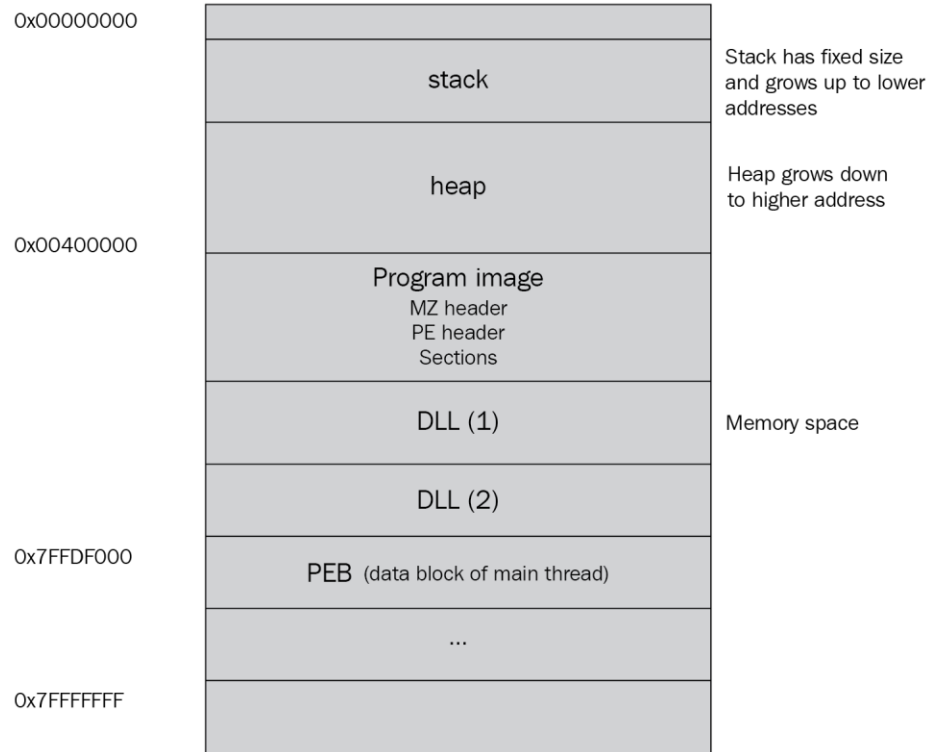 0x00000000
stack
Stack has fixed size
and grows up to lower
addresses
heap
Heap grows down
to higher address
0x00400000
Program image
MZ header
PE header
Sections
DLL (1)
Memory space
DLL (2)
0x7FFDF000
PEB (data block of main thread)
...
0x7FFFFFFF